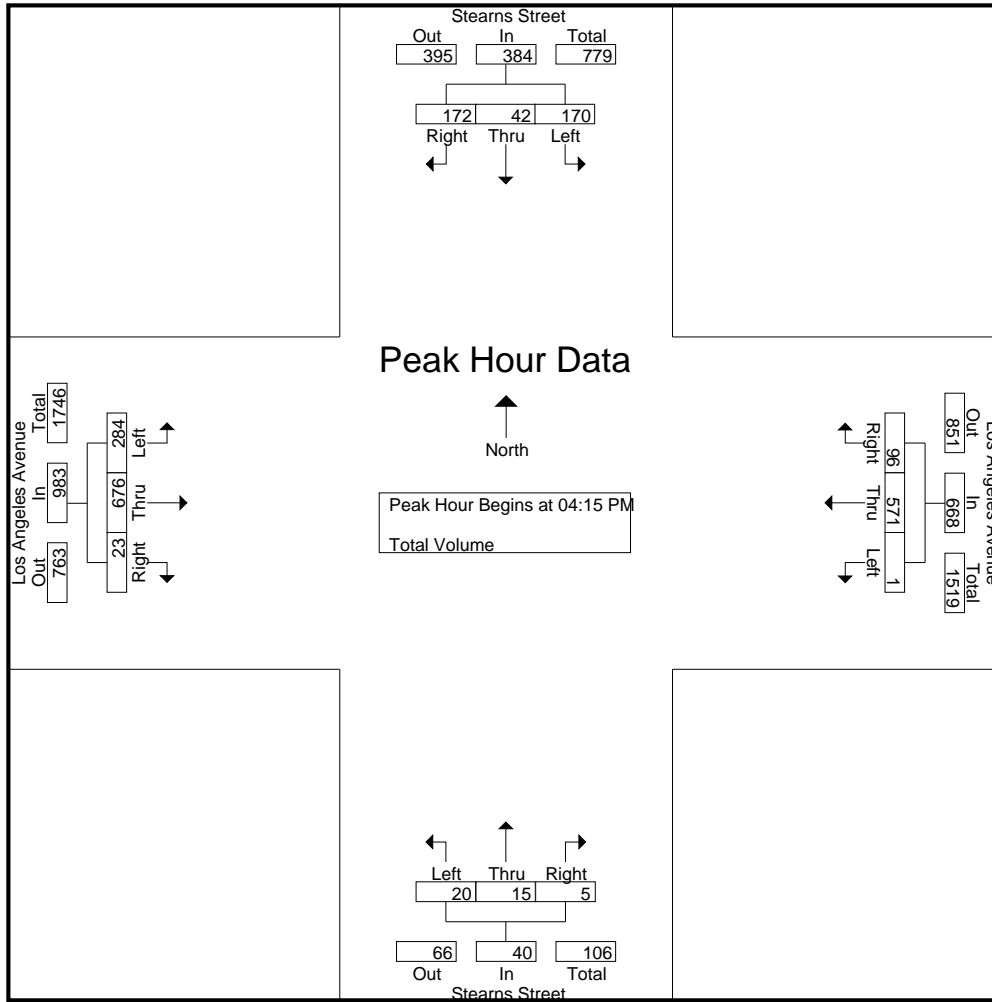 Stearns Street
Out In Total
395 384 779
172 42 170
Right Thru Left
Peak Hour Data
North
Peak Hour Begins at 04:15 PM
Total Volume
Los Angeles Avenue
Out In Total
763 983 1746
23 676 284
Right Thru Left
Los Angeles Avenue
Out In Total
851 668 1519
96 571 1
Right Thru Left
Left Thru Right
20 15 5
66 40 106
Out In Total
Stearns Street